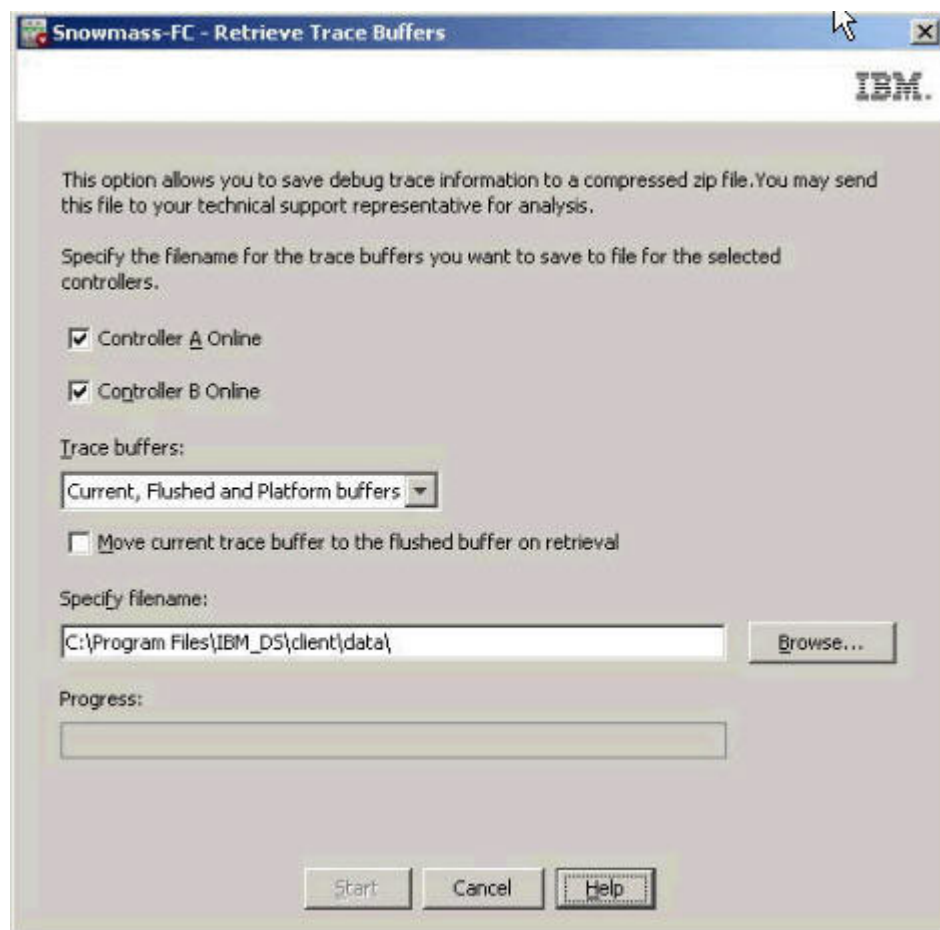 Snowmass-FC - Retrieve Trace Buffers
IBM.
This option allows you to save debug trace information to a compressed zip file.You may send
this file to your technical support representative for analysis.
Specify the filename for the trace buffers you want to save to file for the selected
controllers.
Controller A Online
Controller B Online
Trace buffers:
Current, Flushed and Platform buffers
Move current trace buffer to the flushed buffer on retrieval
Specify filename:
C:\Program Files\IBM_DS\client\data\
Browse...
Progress:
Start
Cancel
Help